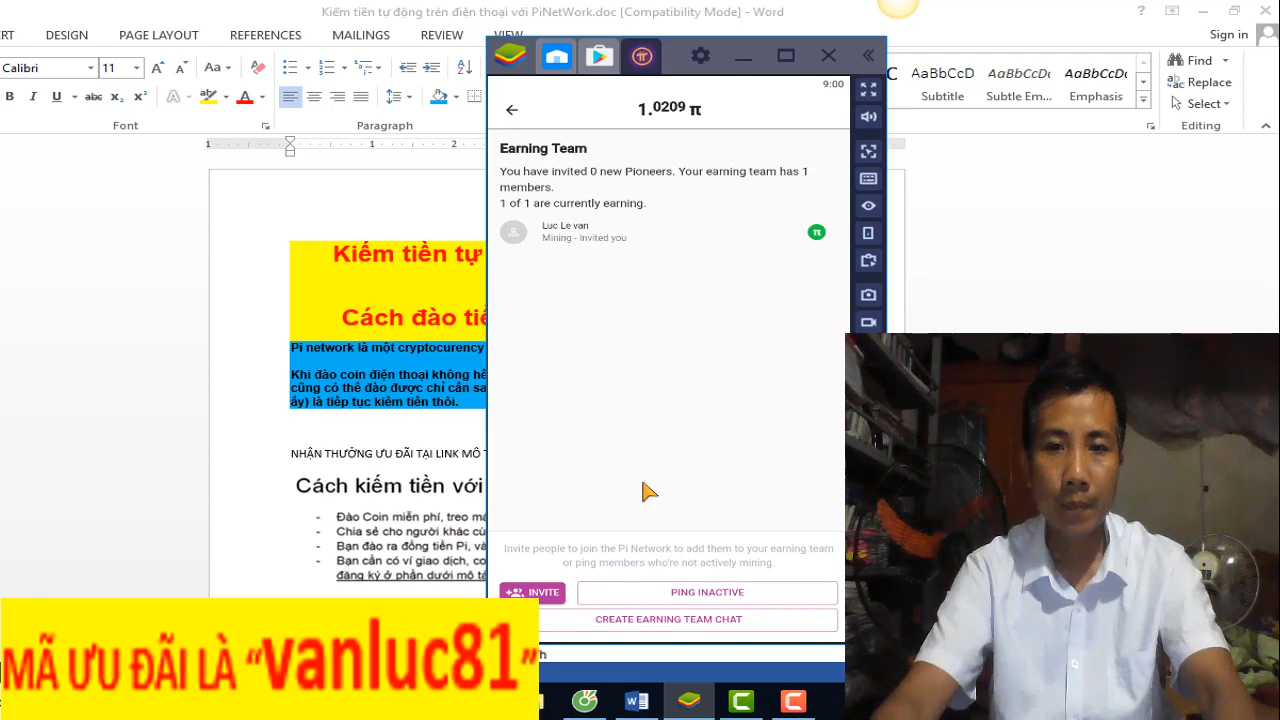 Kiếm tiền tự động trên điện thoại với PiNetWork.doc [Compatibility Mode] - Word
RT DESIGN PAGE LAYOUT REFERENCES MAILINGS REVIEW VIEW
Sign in
Calibri 11 Aa
B I U abc
Font
Paragraph
AaBbCcD AaBbCcDc AaBbCcDc
Subtitle Subtle Em... Emphasis
Find
Replace
Select
Editing
1 1 2
9:00
1.0209 π
Earning Team
You have invited 0 new Pioneers. Your earning team has 1
members.
1 of 1 are currently earning.
Luc Le van
Mining - Invited you
Invite people to join the Pi Network to add them to your earning team
or ping members who're not actively mining.
INVITE
PING INACTIVE
CREATE EARNING TEAM CHAT
Kiếm tiền tự
Cách đào tiề
Pi network là một cryptocurency
Khi đào coin điện thoại không hề
cũng có thể đào được chỉ cần sa
ấy) là tiếp tục kiếm tiền thôi.
NHẬN THƯỞNG ƯU ĐÃI TẠI LINK MÔ T
Cách kiếm tiền với
- Đào Coin miễn phí, treo má
- Chia sẻ cho người khác cù
- Bạn đào ra đồng tiền Pi, và
- Bạn cần có ví giao dịch, co
đăng ký ở phần dưới mô tả
MÃ ƯU ĐÃI LÀ “vanluc81”